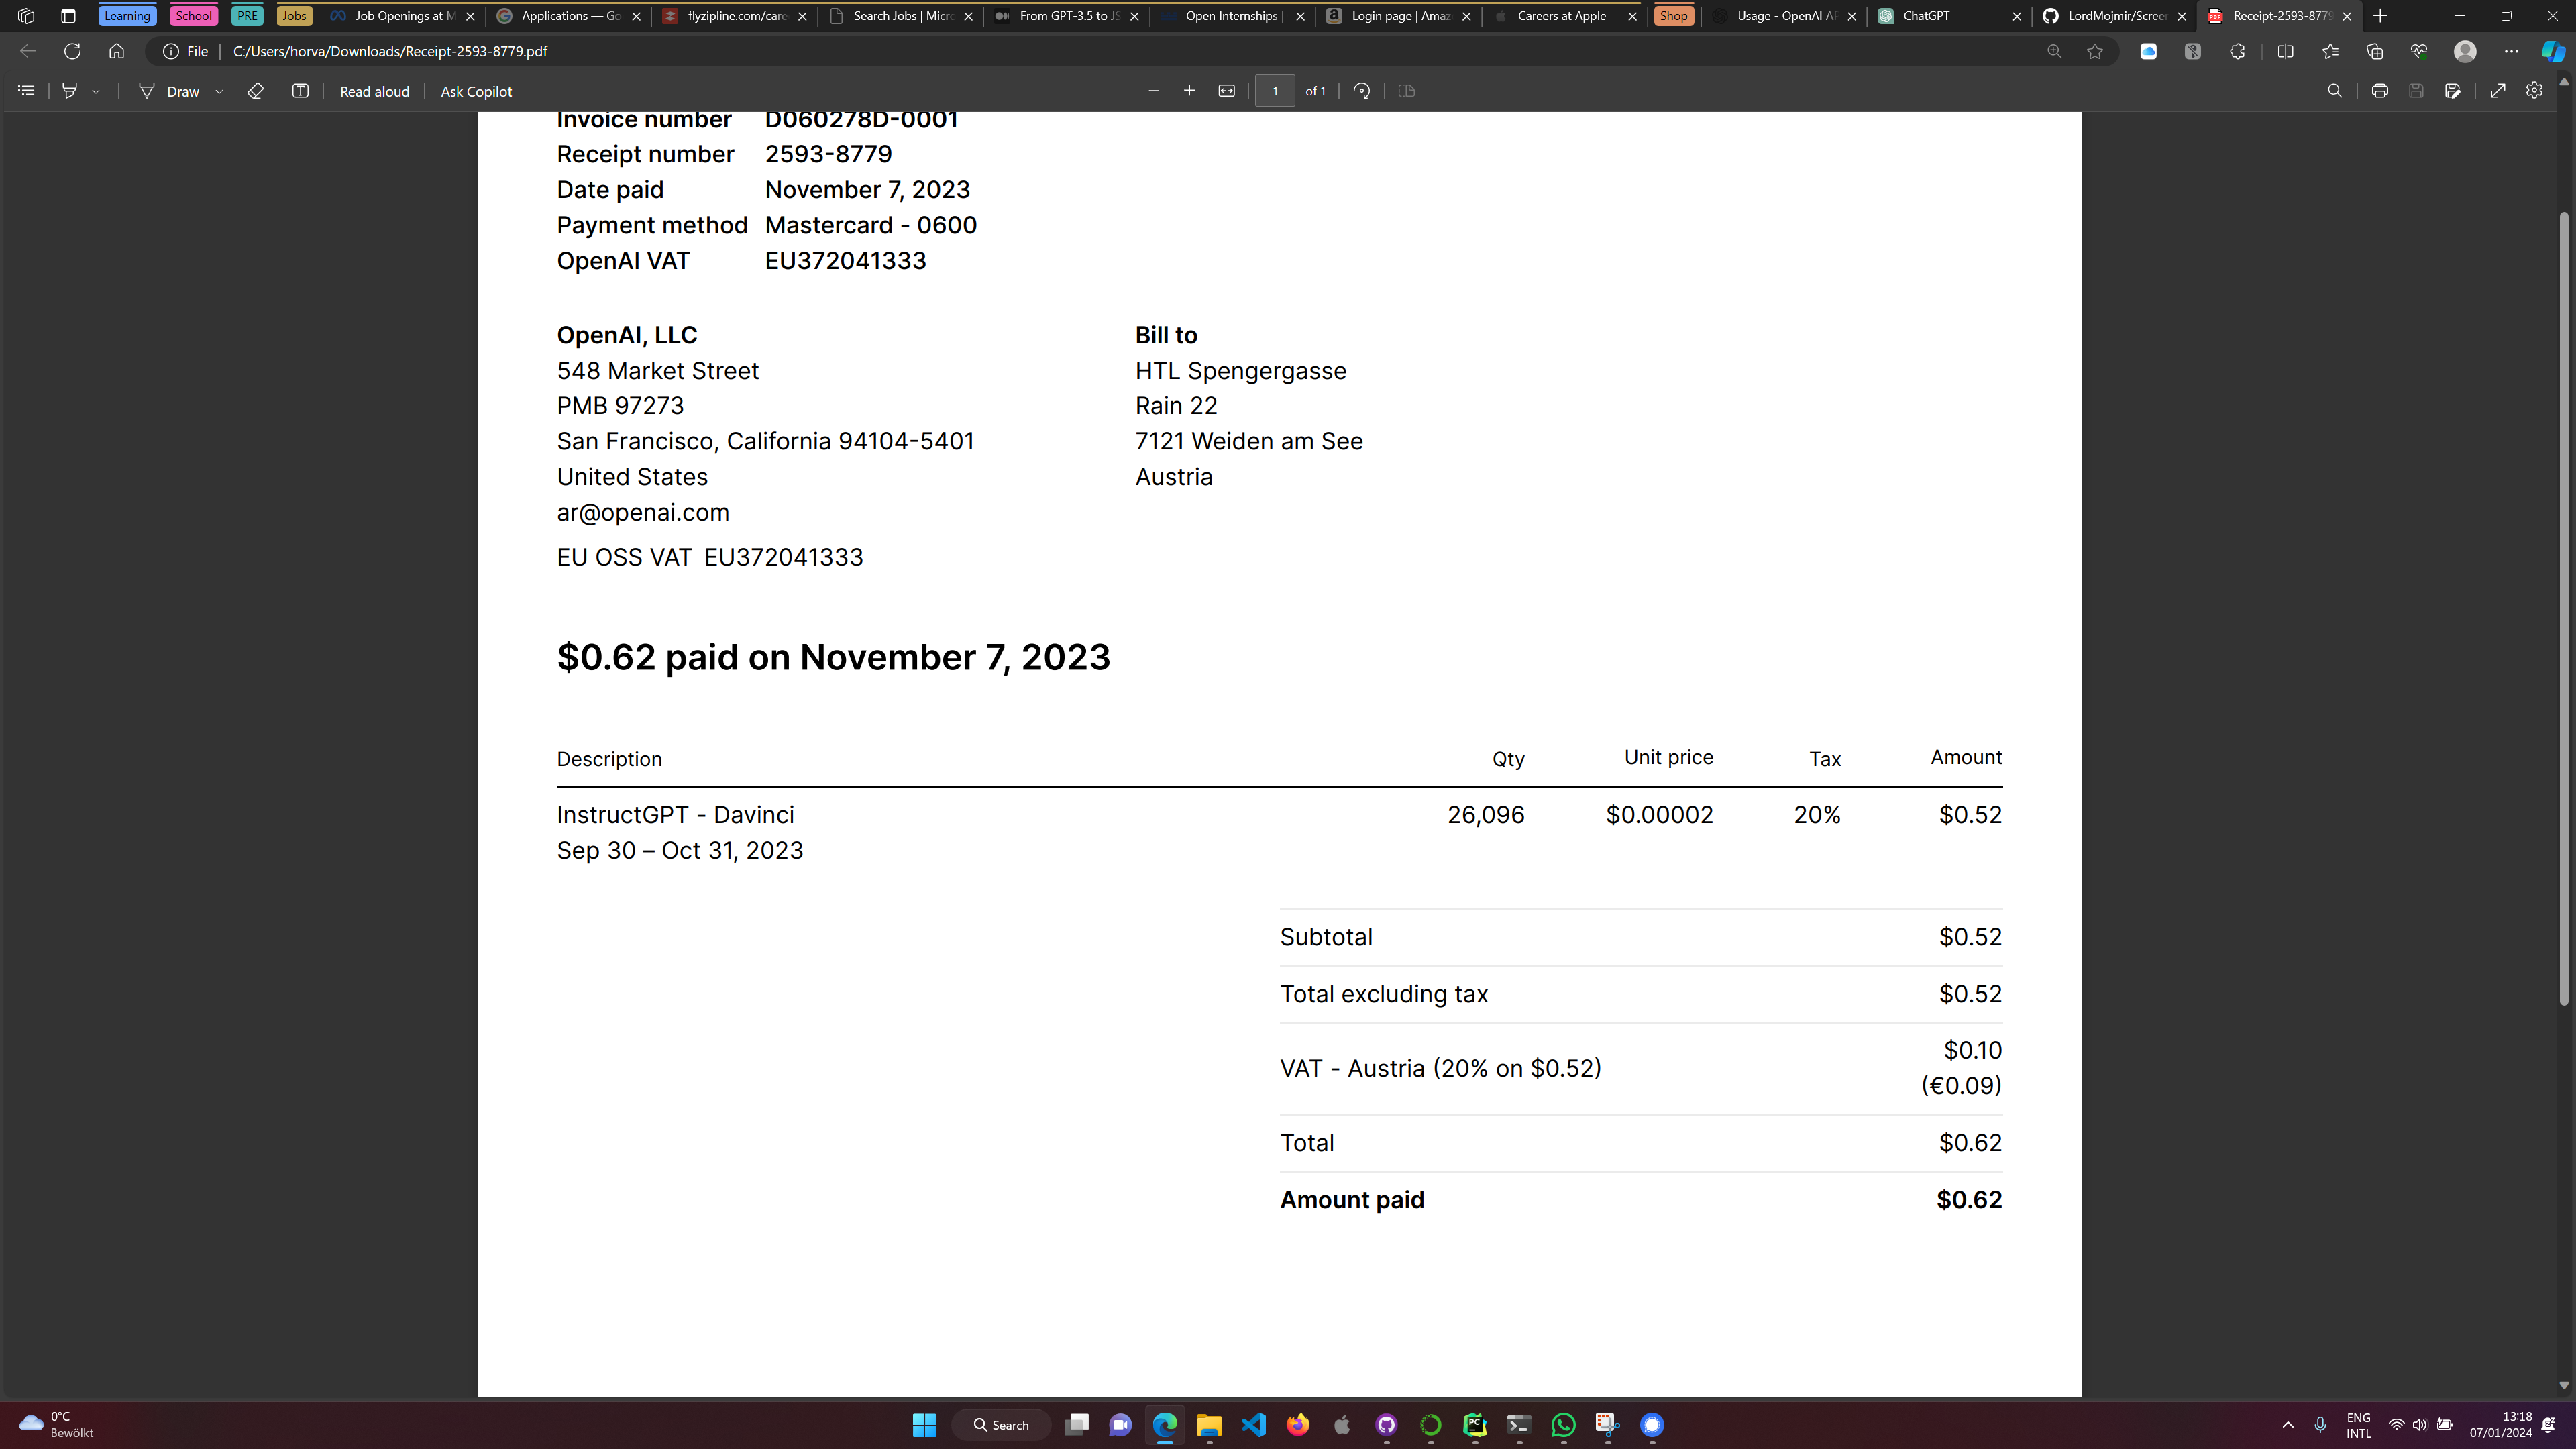 Learning School PRE Jobs Job Openings at M Applications — Go flyzipline.com/care Search Jobs | Micro From GPT-3.5 to JS Open Internships | Login page | Amaz Careers at Apple Shop Usage - OpenAI AP ChatGPT LordMojmir/Screen Receipt-2593-8779
File C:/Users/horva/Downloads/Receipt-2593-8779.pdf
Draw Read aloud Ask Copilot 1 of 1
Invoice number D060278D-0001
Receipt number 2593-8779
Date paid November 7, 2023
Payment method Mastercard - 0600
OpenAI VAT EU372041333
OpenAI, LLC
548 Market Street
PMB 97273
San Francisco, California 94104-5401
United States
ar@openai.com
EU OSS VAT EU372041333
Bill to
HTL Spengergasse
Rain 22
7121 Weiden am See
Austria
$0.62 paid on November 7, 2023
Description Qty Unit price Tax Amount
InstructGPT - Davinci 26,096 $0.00002 20% $0.52
Sep 30 – Oct 31, 2023
Subtotal $0.52
Total excluding tax $0.52
VAT - Austria (20% on $0.52) $0.10
(€0.09)
Total $0.62
Amount paid $0.62
0°C
Bewölkt
Search
ENG
INTL
13:18
07/01/2024